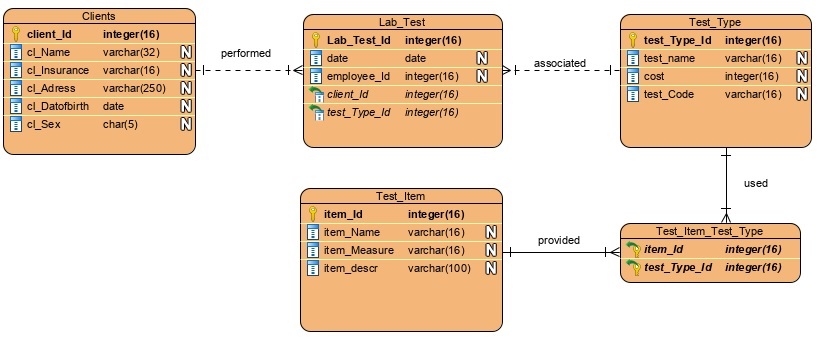 Clients
client_Id integer(16)
cl_Name varchar(32) N
cl_Insurance varchar(16) N
cl_Adress varchar(250) N
cl_Datofbirth date N
cl_Sex char(5) N
performed
Lab_Test
Lab_Test_Id integer(16)
date date N
employee_Id integer(16) N
client_Id integer(16)
test_Type_Id integer(16)
associated
Test_Type
test_Type_Id integer(16)
test_name varchar(16) N
cost integer(16) N
test_Code varchar(16) N
used
Test_Item
item_Id integer(16)
item_Name varchar(16) N
item_Measure varchar(16) N
item_descr varchar(100) N
provided
Test_Item_Test_Type
item_Id integer(16)
test_Type_Id integer(16)